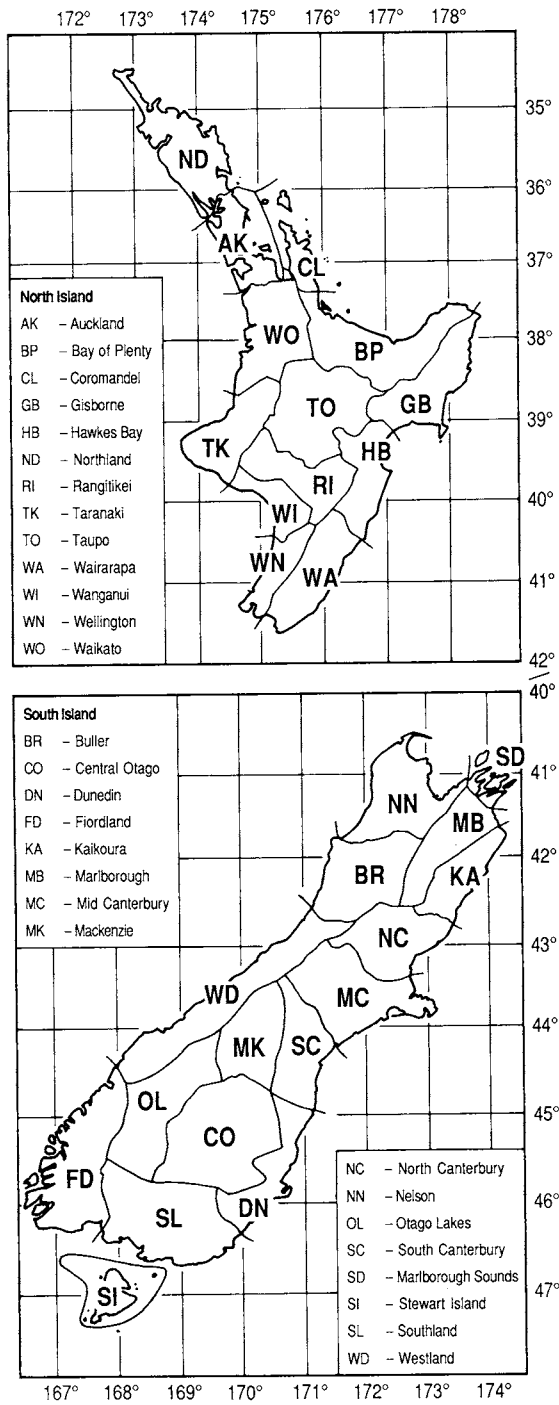 172° 173° 174° 175° 176° 177° 178°
35°
ND
36°
AK
CL
37°
North Island
AK – Auckland
BP – Bay of Plenty
CL – Coromandel
GB – Gisborne
HB – Hawkes Bay
ND – Northland
RI – Rangitikei
TK – Taranaki
TO – Taupo
WA – Wairarapa
WI – Wanganui
WN – Wellington
WO – Waikato
WO
38°
BP
TO
GB
39°
TK
HB
RI
40°
WI
WN
WA
41°
42°
40°
South Island
BR – Buller
CO – Central Otago
DN – Dunedin
FD – Fiordland
KA – Kaikoura
MB – Marlborough
MC – Mid Canterbury
MK – Mackenzie
SD
41°
NN
MB
42°
BR
KA
NC
43°
WD
MC
44°
MK
SC
OL
45°
CO
FD
46°
SL
DN
NC – North Canterbury
NN – Nelson
OL – Otago Lakes
SC – South Canterbury
SD – Marlborough Sounds
SI – Stewart Island
SL – Southland
WD – Westland
SI
47°
167° 168° 169° 170° 171° 172° 173° 174°